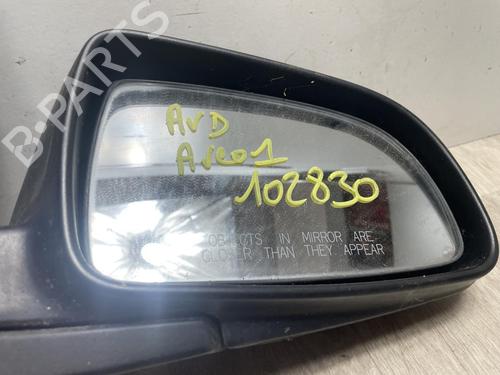 B-PARTS
AVD
Aveo1
102830
OBJECTS IN MIRROR ARE
CLOSER THAN THEY APPEAR